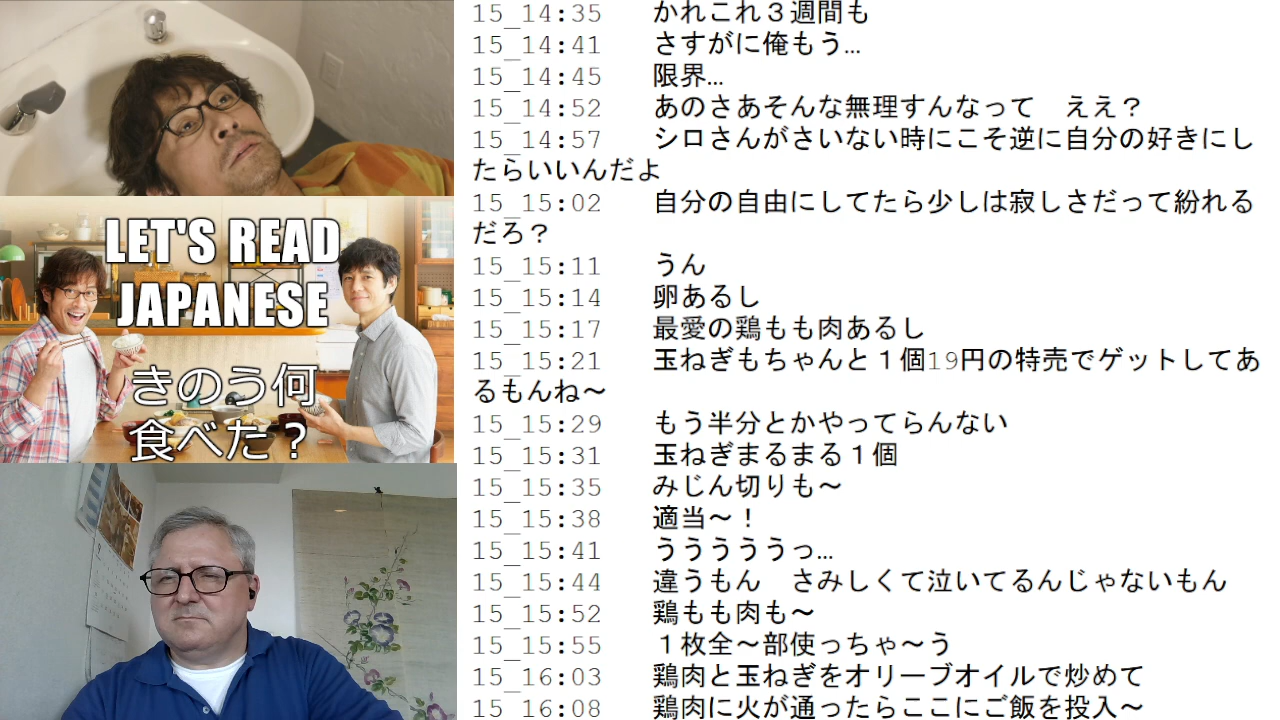 LET'S READ
JAPANESE
きのう何
食べた？
15_14:35 かれこれ３週間も
15_14:41 さすがに俺もう…
15_14:45 限界…
15_14:52 あのさあそんな無理すんなって　ええ？
15_14:57 シロさんがさいない時にこそ逆に自分の好きにし
たらいいんだよ
15_15:02 自分の自由にしてたら少しは寂しさだって紛れる
だろ？
15_15:11 うん
15_15:14 卵あるし
15_15:17 最愛の鶏もも肉あるし
15_15:21 玉ねぎもちゃんと１個19円の特売でゲットしてあ
るもんね～
15_15:29 もう半分とかやってらんない
15_15:31 玉ねぎまるまる１個
15_15:35 みじん切りも～
15_15:38 適当～！
15_15:41 うううううっ…
15_15:44 違うもん　さみしくて泣いてるんじゃないもん
15_15:52 鶏もも肉も～
15_15:55 １枚全～部使っちゃ～う
15_16:03 鶏肉と玉ねぎをオリーブオイルで炒めて
15_16:08 鶏肉に火が通ったらここにご飯を投入～